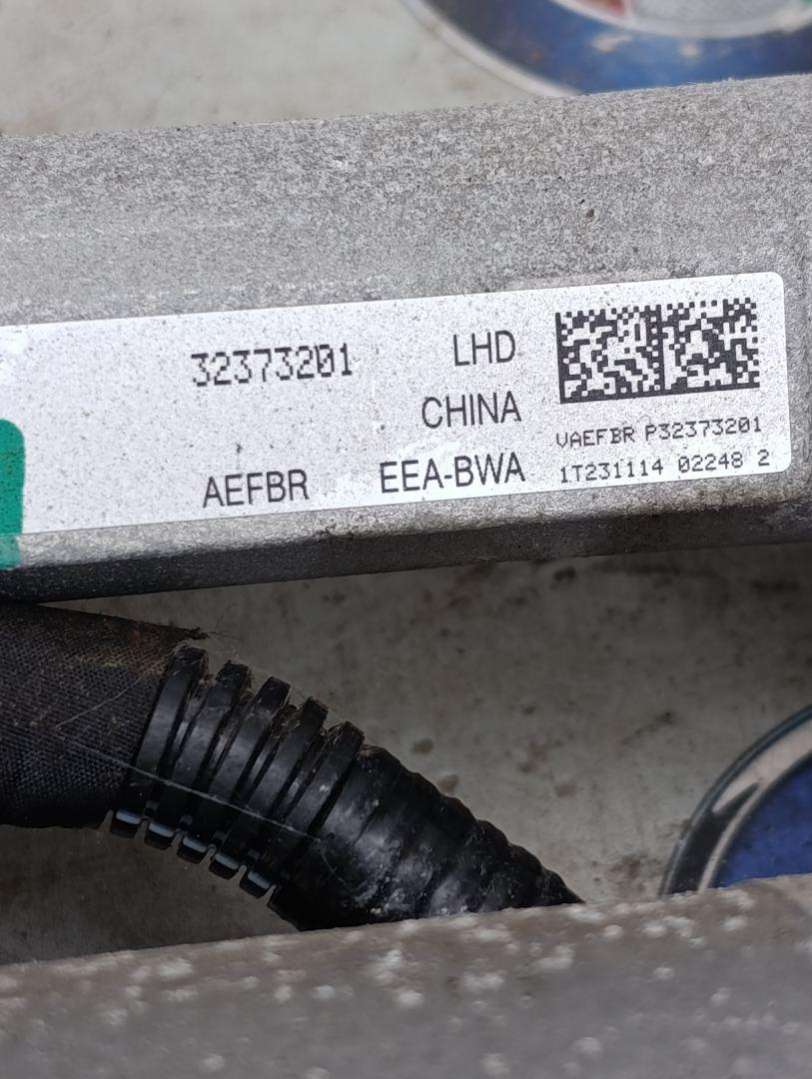 32373201 LHD
CHINA
AEFBR EEA-BWA
VAEFBR P32373201
1T231114 02248 2